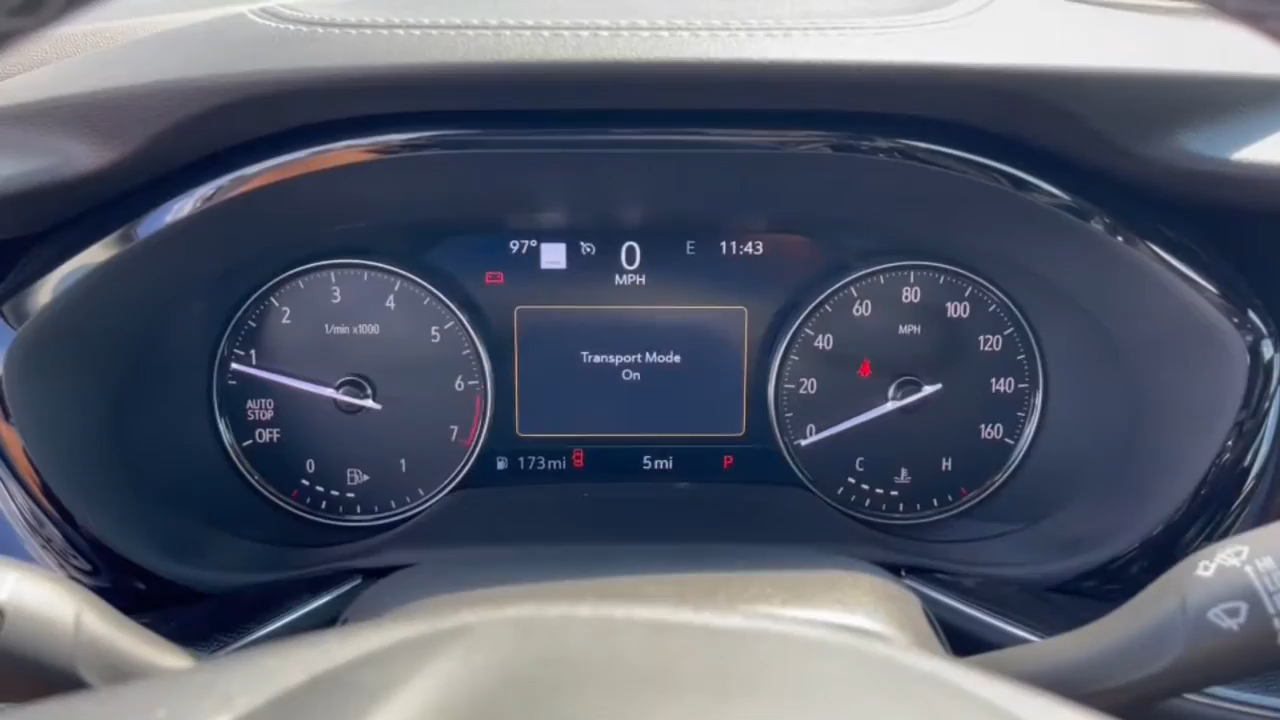 97° 0 E 11:43
MPH
1 2 3 4 5 6 7
1/min x1000
AUTO
STOP
OFF
0 1
Transport Mode
On
173mi 5mi P
0 20 40 60 80 100 120 140 160
MPH
C H